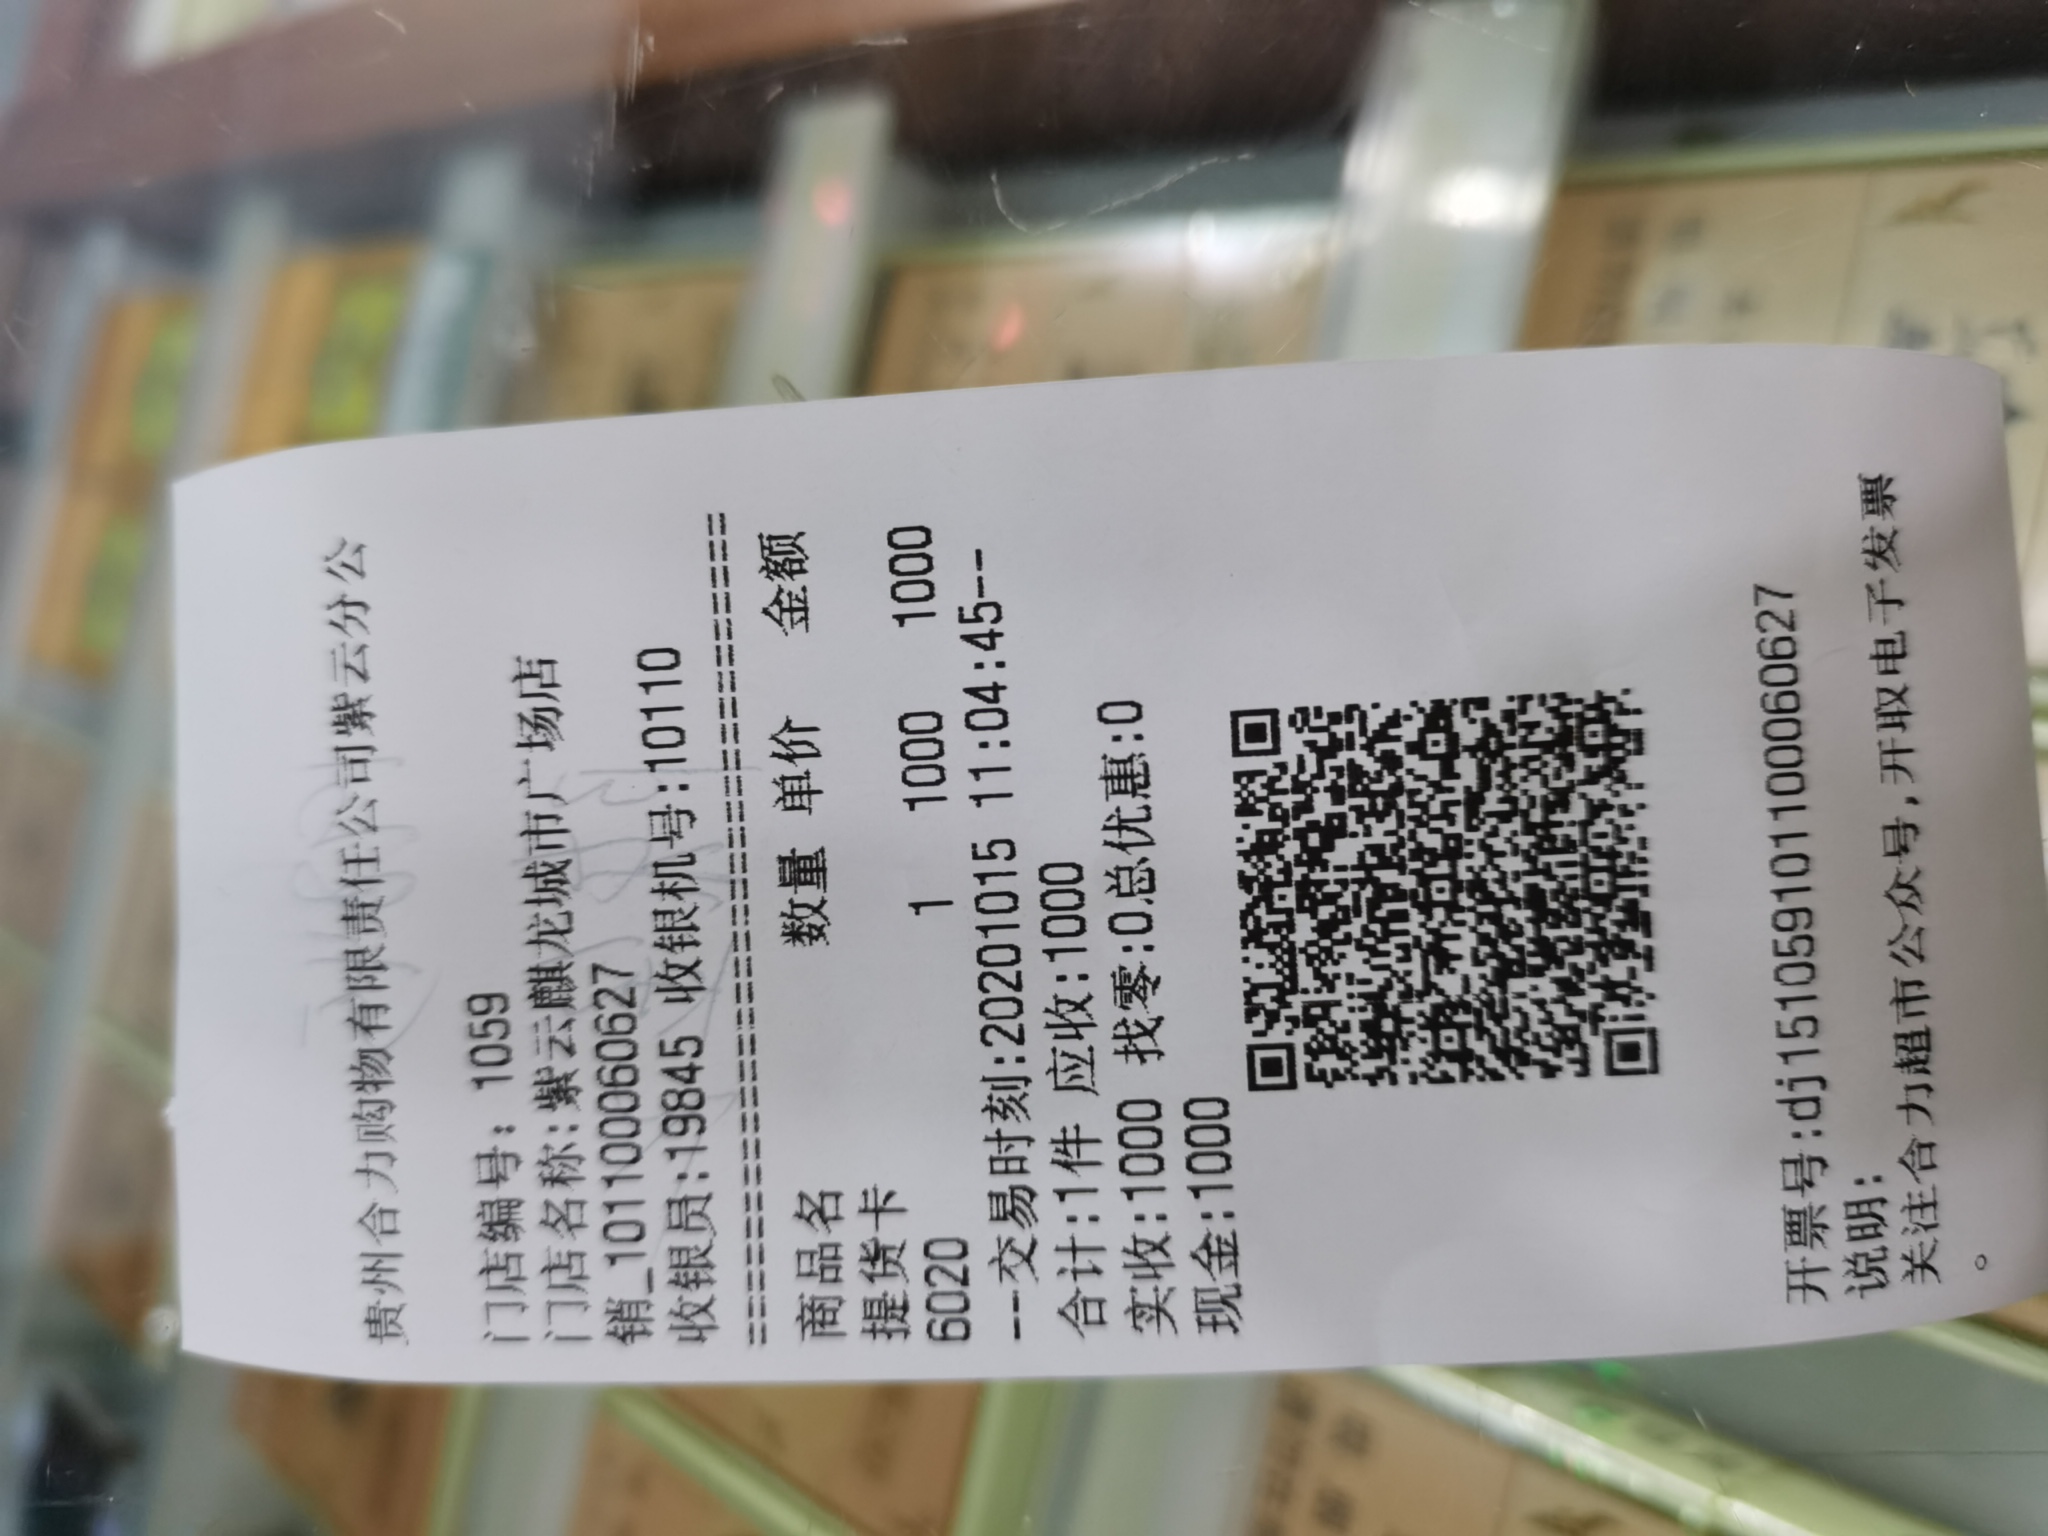 贵州合力购物有限责任公司紫云分公
门店编号: 1059
门店名称:紫云麒龙城市广场店
销_1011000060627
收银员:19845 收银机号:10110
商品名 数量 单价 金额
提货卡
6020 1 1000 1000
--交易时刻:20201015 11:04:45--
合计:1件 应收:1000
实收:1000 找零:0总优惠:0
现金:1000
开票号:dj1510591011000060627
说明:
关注合力超市公众号,开取电子发票
。